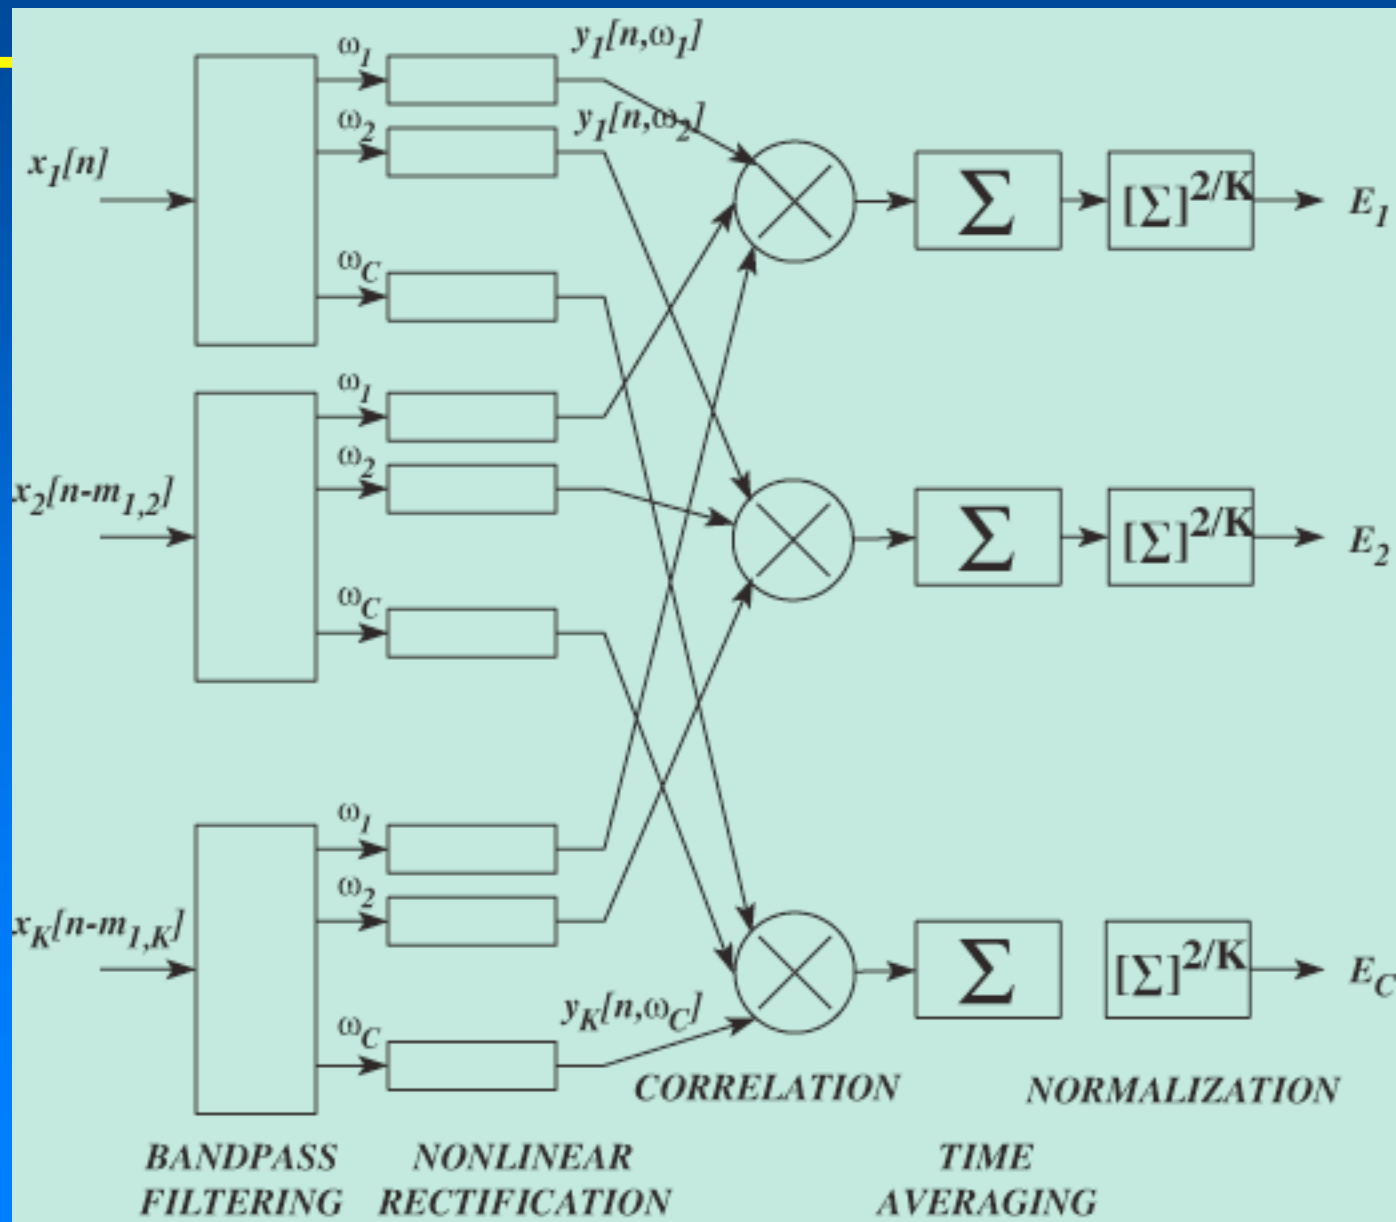 ω1
y1[n,ω1]
ω2
y1[n,ω2]
x1[n]
[Σ]2/K
Σ
E1
ωC
ω1
ω2
x2[n-m1,2]
Σ
[Σ]2/K
E2
ωC
ω1
ω2
xK[n-m1,K]
Σ
[Σ]2/K
EC
ωC
yK[n,ωC]
CORRELATION
NORMALIZATION
BANDPASS
FILTERING
NONLINEAR
RECTIFICATION
TIME
AVERAGING